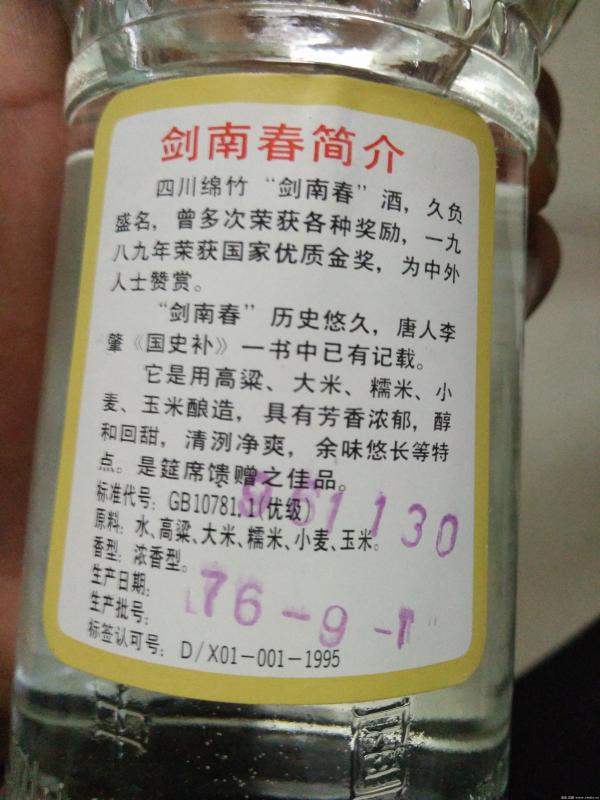 剑南春简介
四川绵竹“剑南春”酒，久负
盛名，曾多次荣获各种奖励，一九
八九年荣获国家优质金奖，为中外
人士赞赏。
“剑南春”历史悠久，唐人李
肇《国史补》一书中已有记载。
它是用高粱、大米、糯米、小
麦、玉米酿造，具有芳香浓郁，醇
和回甜，清洌净爽，余味悠长等特
点。是筵席馈赠之佳品。
标准代号：GB10781.1(优级)
原料：水、高粱、大米、糯米、小麦、玉米。
香型：浓香型。
生产日期：
961130
生产批号：
76-9-1
标签认可号：D/X01-001-1995